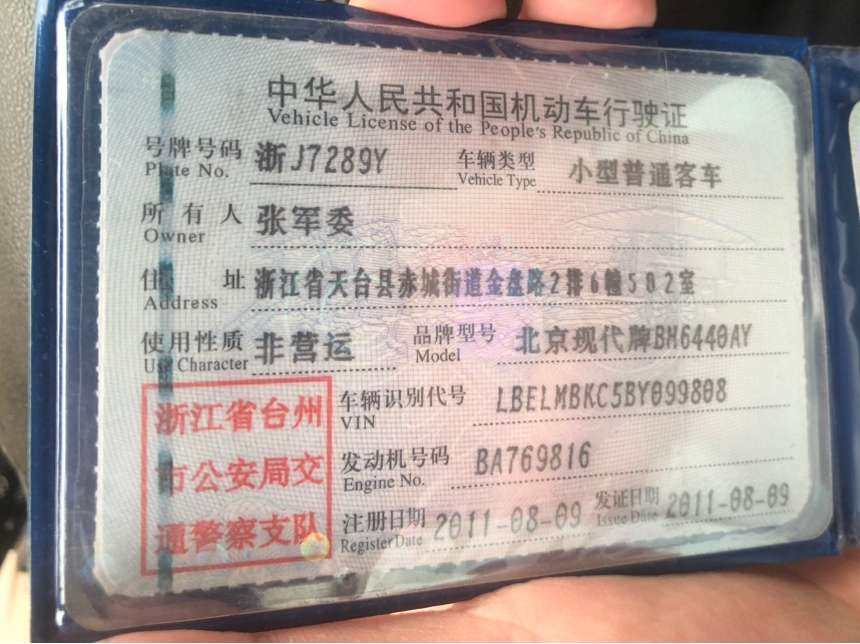 中华人民共和国机动车行驶证
Vehicle License of the People's Republic of China
号牌号码 浙J7289Y 车辆类型 小型普通客车
Plate No. Vehicle Type
所有人 张军委
Owner
住址 浙江省天台县赤城街道金盘路2排6幢502室
Address
使用性质 非营运 品牌型号 北京现代牌BH6440AY
Use Character Model
浙江省台州
市公安局交
通警察支队
车辆识别代号 LBELMBKC5BY099808
VIN
发动机号码 BA769816
Engine No.
注册日期 2011-08-09 发证日期 2011-08-09
Register Date Issue Date